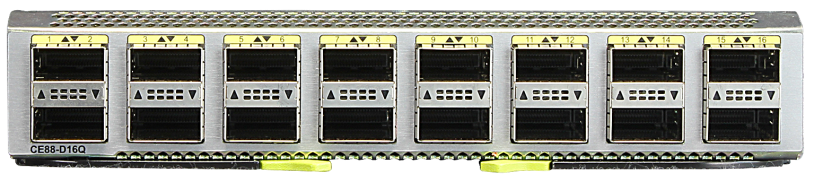 1 ▲▼ 2 3 ▲▼ 4 5 ▲▼ 6 7 ▲▼ 8 9 ▲▼ 10 11 ▲▼ 12 13 ▲▼ 14 15 ▲▼ 16
CE88-D16Q